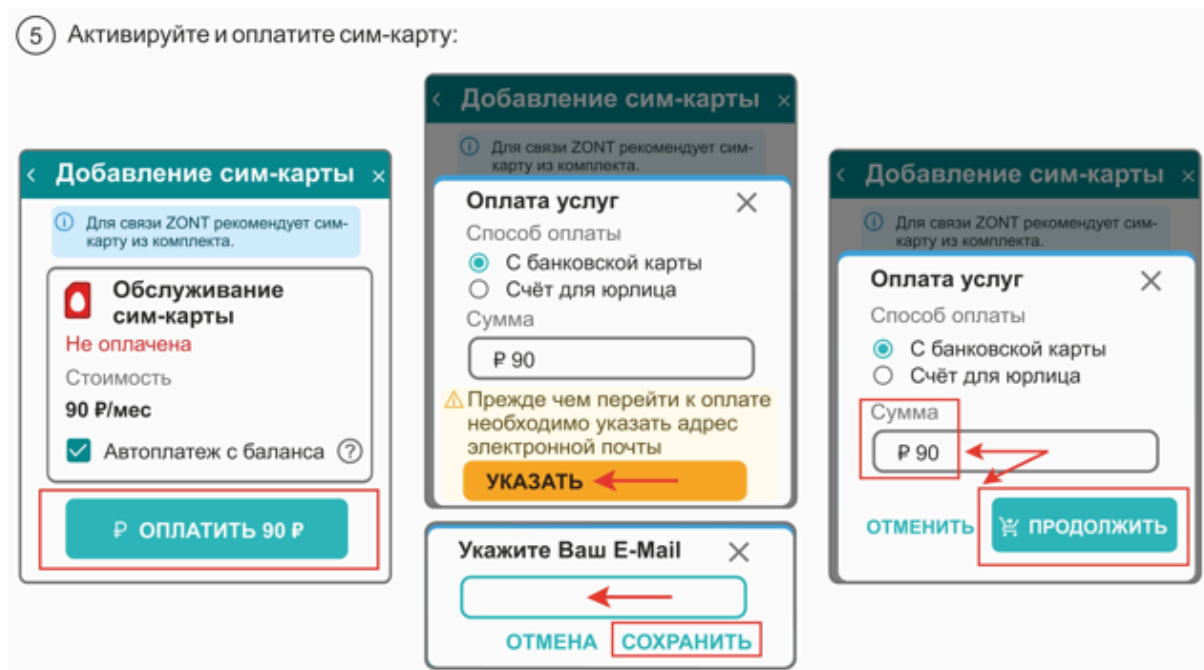 5 Активируйте и оплатите сим-карту:
< Добавление сим-карты ×
Для связи ZONT рекомендует сим-
карту из комплекта.
Обслуживание
сим-карты
Не оплачена
Стоимость
90 ₽/мес
Автоплатеж с баланса ?
₽ ОПЛАТИТЬ 90 ₽
< Добавление сим-карты ×
Для связи ZONT рекомендует сим-
карту из комплекта.
Оплата услуг
Способ оплаты
С банковской карты
Счёт для юрлица
Сумма
₽ 90
Прежде чем перейти к оплате
необходимо указать адрес
электронной почты
УКАЗАТЬ
Укажите Ваш E-Mail
ОТМЕНА СОХРАНИТЬ
< Добавление сим-карты ×
Для связи ZONT рекомендует сим-
карту из комплекта.
Оплата услуг
Способ оплаты
С банковской карты
Счёт для юрлица
Сумма
₽ 90
ОТМЕНИТЬ ПРОДОЛЖИТЬ